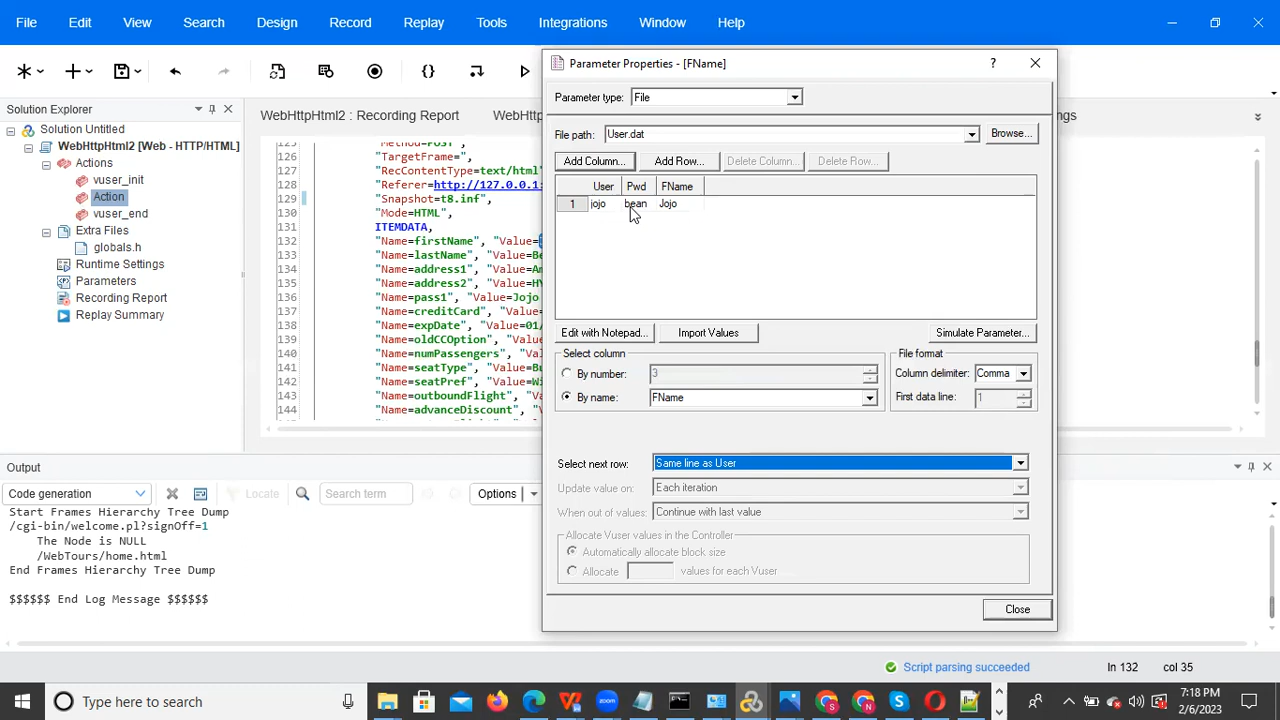 File Edit View Search Design Record Replay Tools Integrations Window Help
Solution Explorer
Solution Untitled
WebHttpHtml2 [Web - HTTP/HTML]
Actions
vuser_init
Action
vuser_end
Extra Files
globals.h
Runtime Settings
Parameters
Recording Report
Replay Summary
WebHttpHtml2 : Recording Report
126 "TargetFrame=",
127 "RecContentType=text/html"
128 "Referer=http://127.0.0.1:
129 "Snapshot=t8.inf",
130 "Mode=HTML",
131 ITEMDATA,
132 "Name=firstName", "Value=
133 "Name=lastName", "Value=Be
134 "Name=address1", "Value=Am
135 "Name=address2", "Value=HY
136 "Name=pass1", "Value=Jojo
137 "Name=creditCard", "Value=
138 "Name=expDate", "Value=01/
139 "Name=oldCCOption", "Value
140 "Name=numPassengers", "Val
141 "Name=seatType", "Value=Bu
142 "Name=seatPref", "Value=Wi
143 "Name=outboundFlight", "Va
144 "Name=advanceDiscount", "V
Parameter Properties - [FName]
?
Parameter type: File
File path: User.dat Browse...
Add Column... Add Row... Delete Column... Delete Row...
User Pwd FName
1 jojo bean Jojo
Edit with Notepad... Import Values Simulate Parameter...
Select column
By number: 3
By name: FName
File format
Column delimiter: Comma
First data line: 1
Select next row: Same line as User
Update value on: Each iteration
When out of values: Continue with last value
Allocate Vuser values in the Controller
Automatically allocate block size
Allocate values for each Vuser
Close
Output
Code generation Locate Search term Options
Start Frames Hierarchy Tree Dump
/cgi-bin/welcome.pl?signOff=1
The Node is NULL
/WebTours/home.html
End Frames Hierarchy Tree Dump
$$$$$$ End Log Message $$$$$$
Script parsing succeeded ln 132 col 35
Type here to search
7:18 PM
2/6/2023